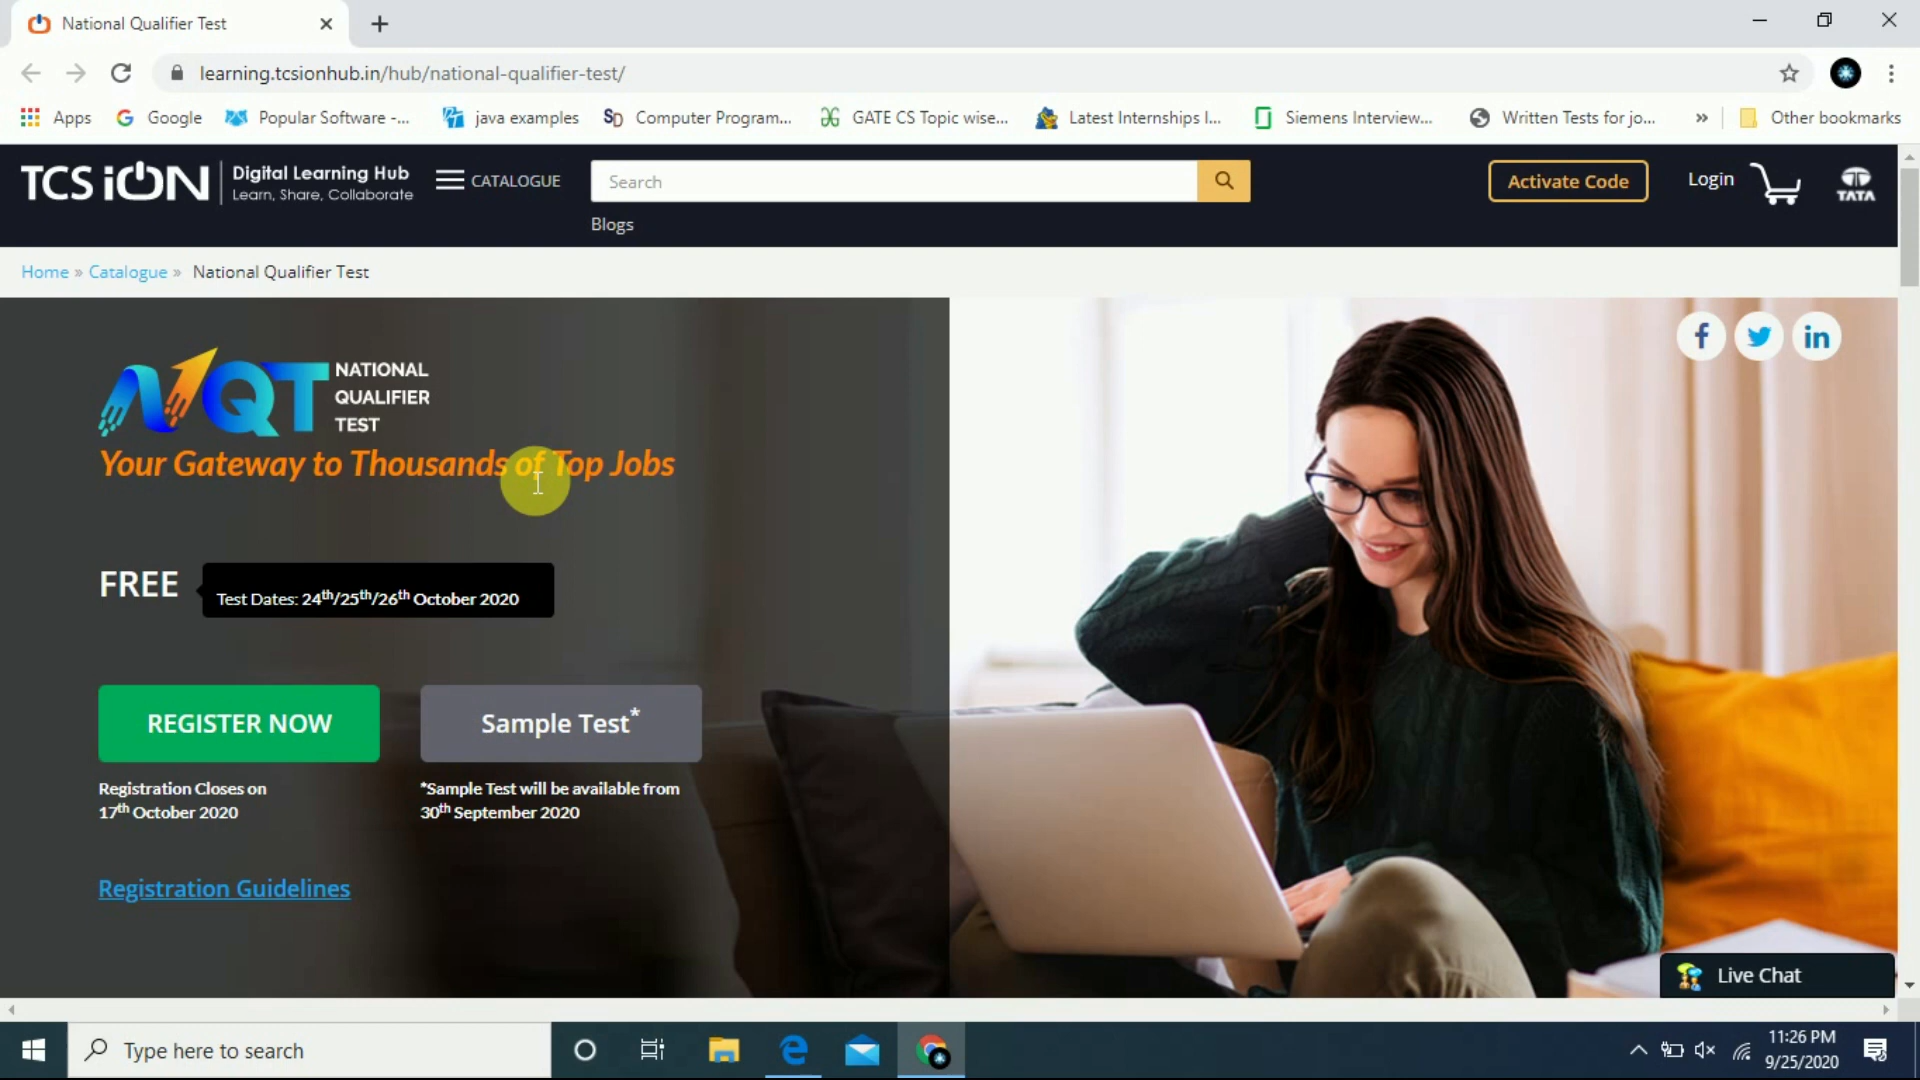 National Qualifier Test
learning.tcsionhub.in/hub/national-qualifier-test/
Apps Google Popular Software -... java examples Computer Program... GATE CS Topic wise... Latest Internships I... Siemens Interview... Written Tests for jo... » Other bookmarks
TCS iON Digital Learning Hub
Learn, Share, Collaborate
CATALOGUE
Search
Activate Code
Login
TATA
Blogs
Home » Catalogue » National Qualifier Test
NQT NATIONAL
QUALIFIER
TEST
Your Gateway to Thousands of Top Jobs
FREE Test Dates: 24th/25th/26th October 2020
REGISTER NOW Sample Test*
Registration Closes on
17th October 2020
*Sample Test will be available from
30th September 2020
Registration Guidelines
Live Chat
Type here to search
11:26 PM
9/25/2020